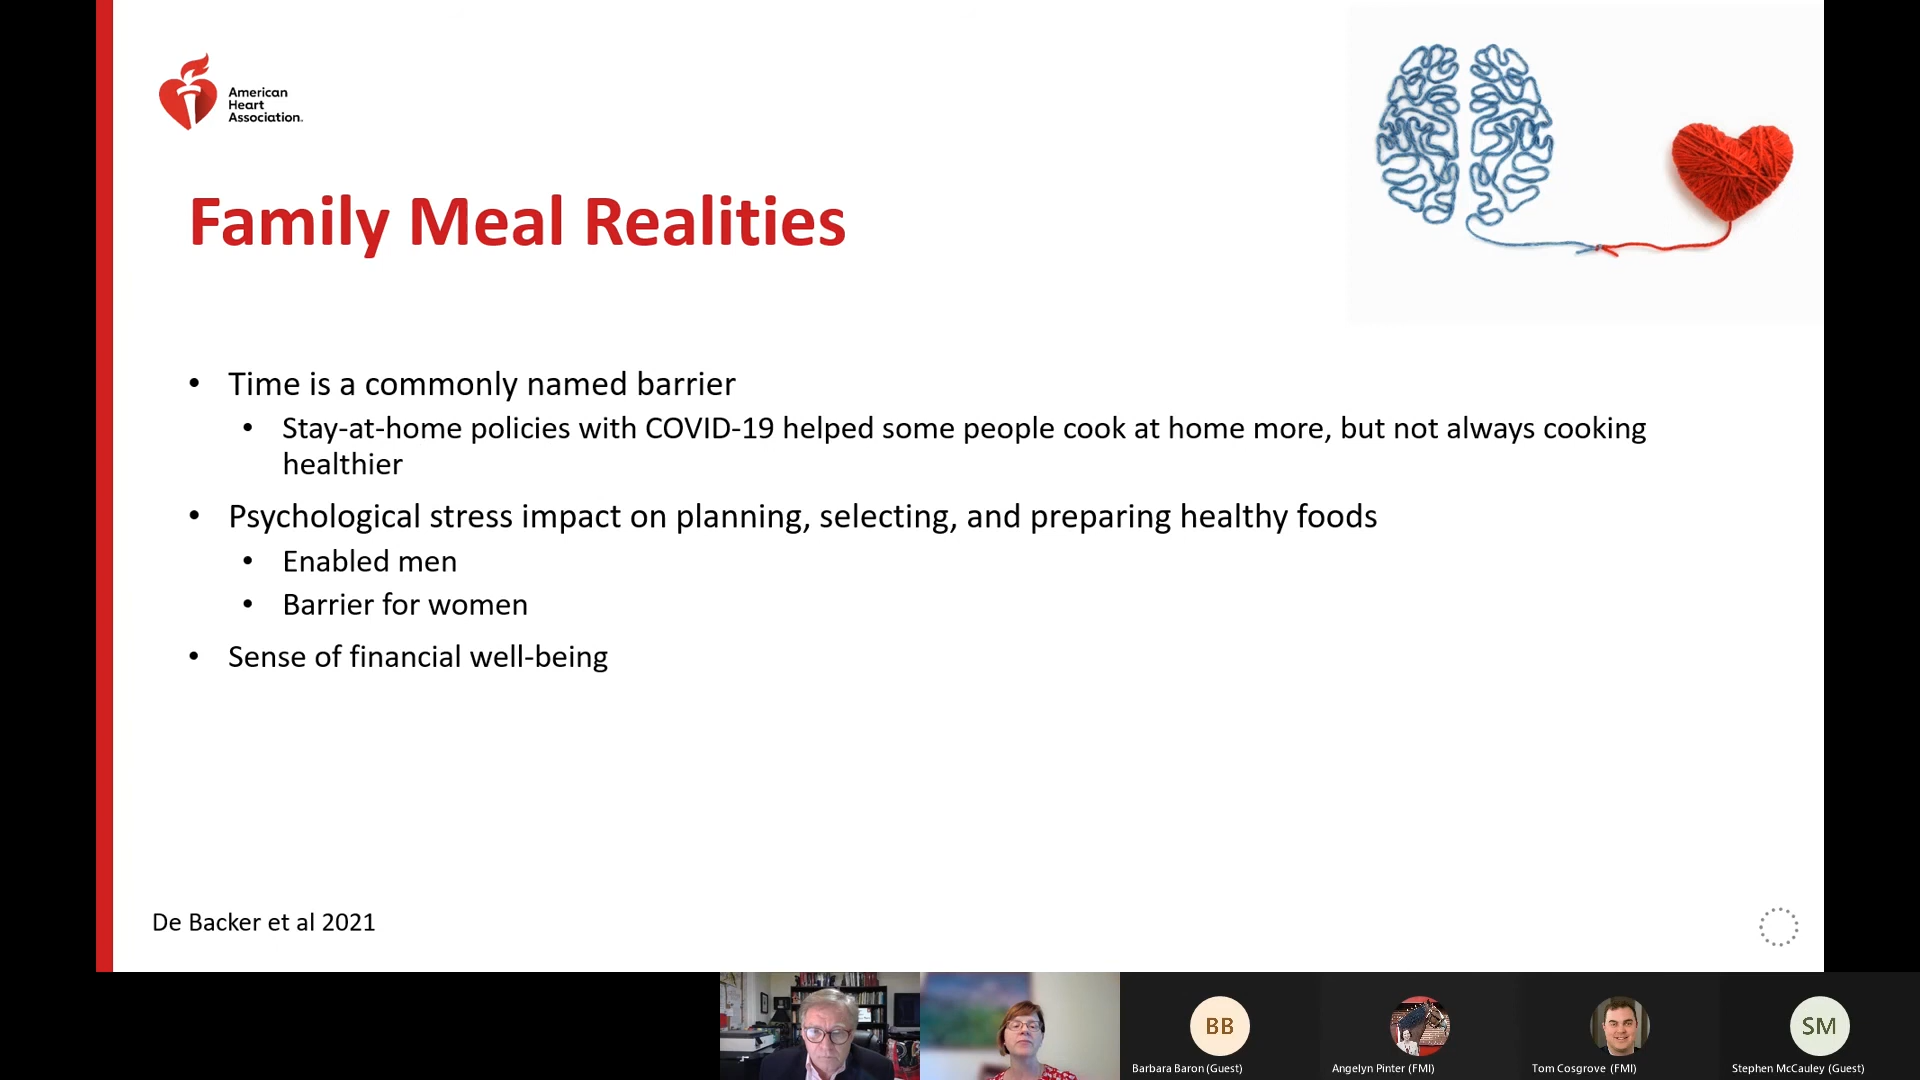 American
Heart
Association.
Family Meal Realities
• Time is a commonly named barrier
• Stay-at-home policies with COVID-19 helped some people cook at home more, but not always cooking
healthier
• Psychological stress impact on planning, selecting, and preparing healthy foods
• Enabled men
• Barrier for women
• Sense of financial well-being
De Backer et al 2021
BB
SM
Barbara Baron (Guest)
Angelyn Pinter (FMI)
Tom Cosgrove (FMI)
Stephen McCauley (Guest)